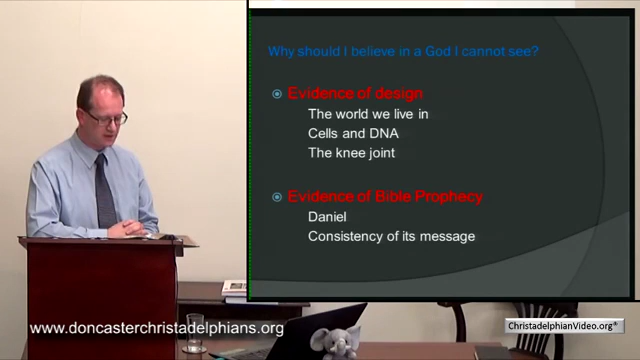 Why should I believe in a God I cannot see?
Evidence of design
The world we live in
Cells and DNA
The knee joint
Evidence of Bible Prophecy
Daniel
Consistency of its message
www.doncasterchristadelphians.org
ChristadelphianVideo.org